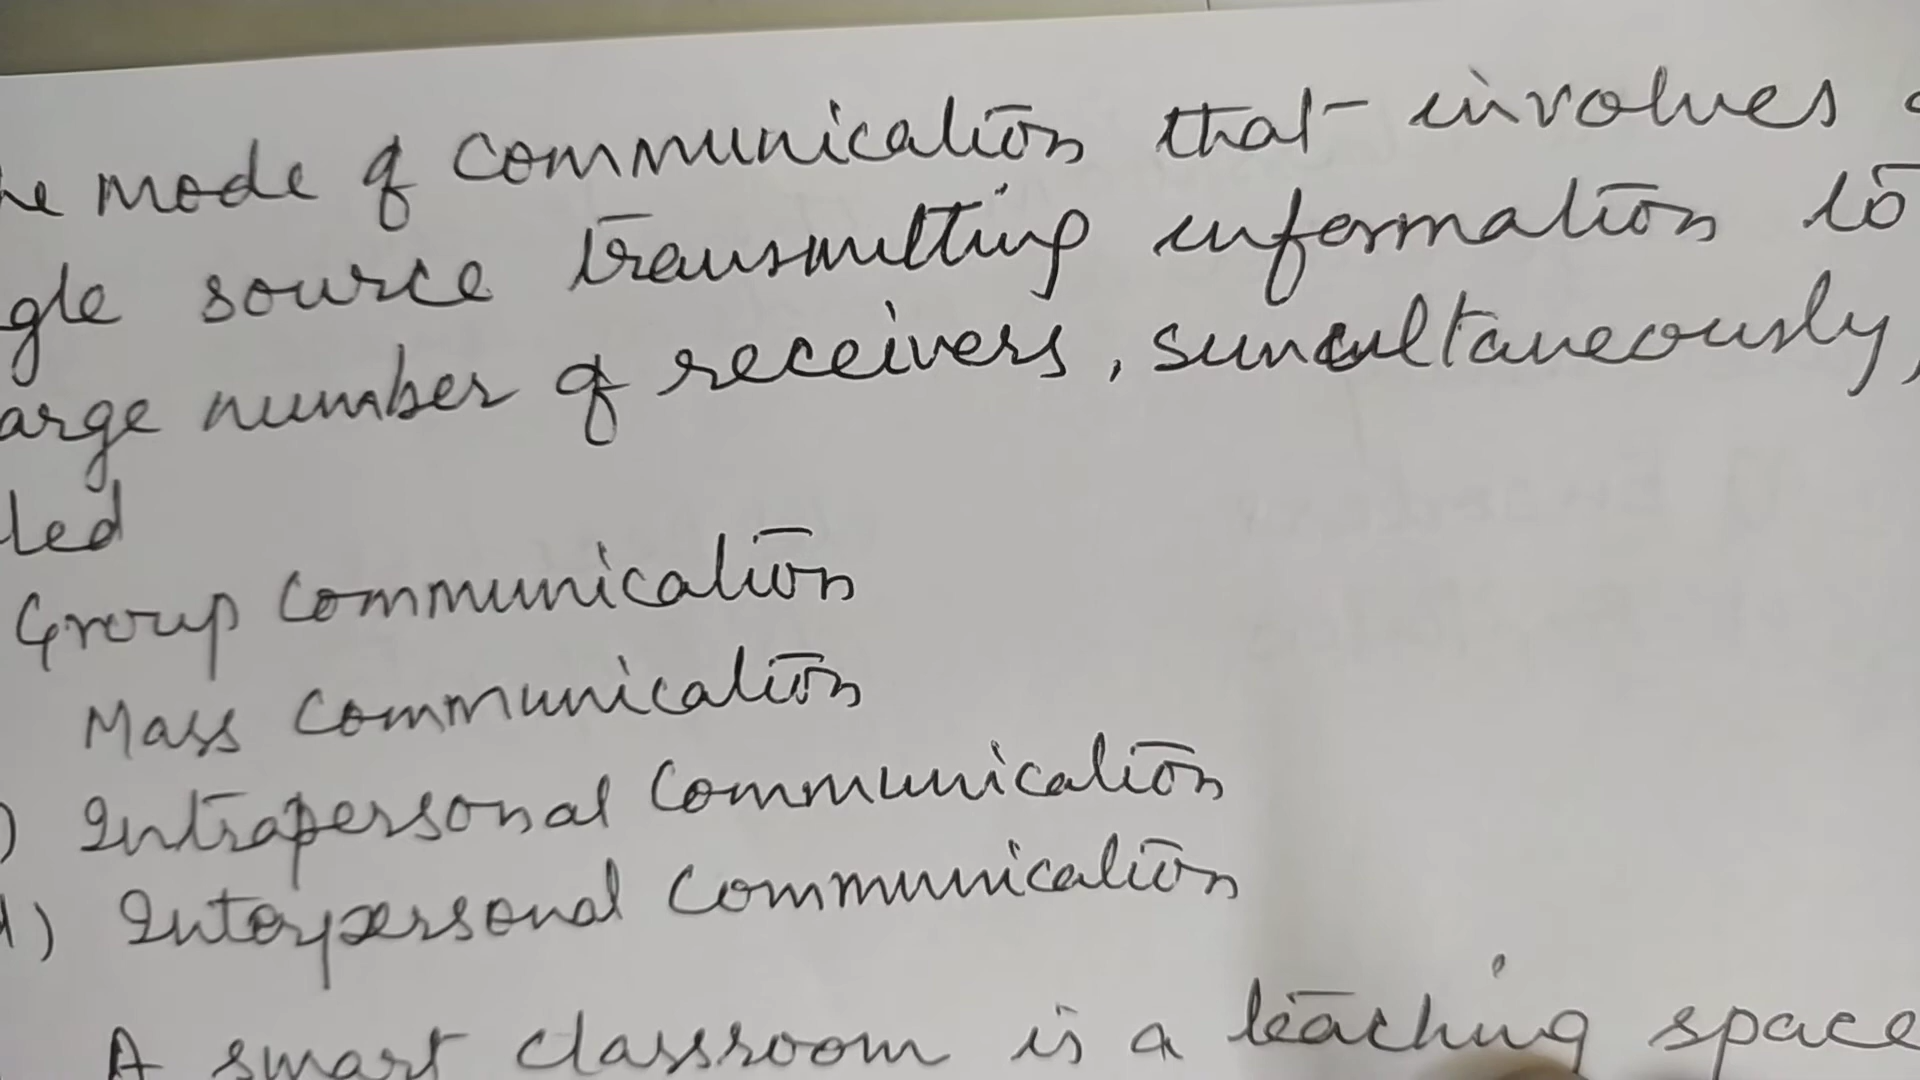 he mode of communication that involves
gle source transmitting information to
arge number of receivers, simultaneously,
led
Group Communication
Mass Communication
) Intrapersonal Communication
d) Interpersonal Communication
A smart classroom is a teaching space